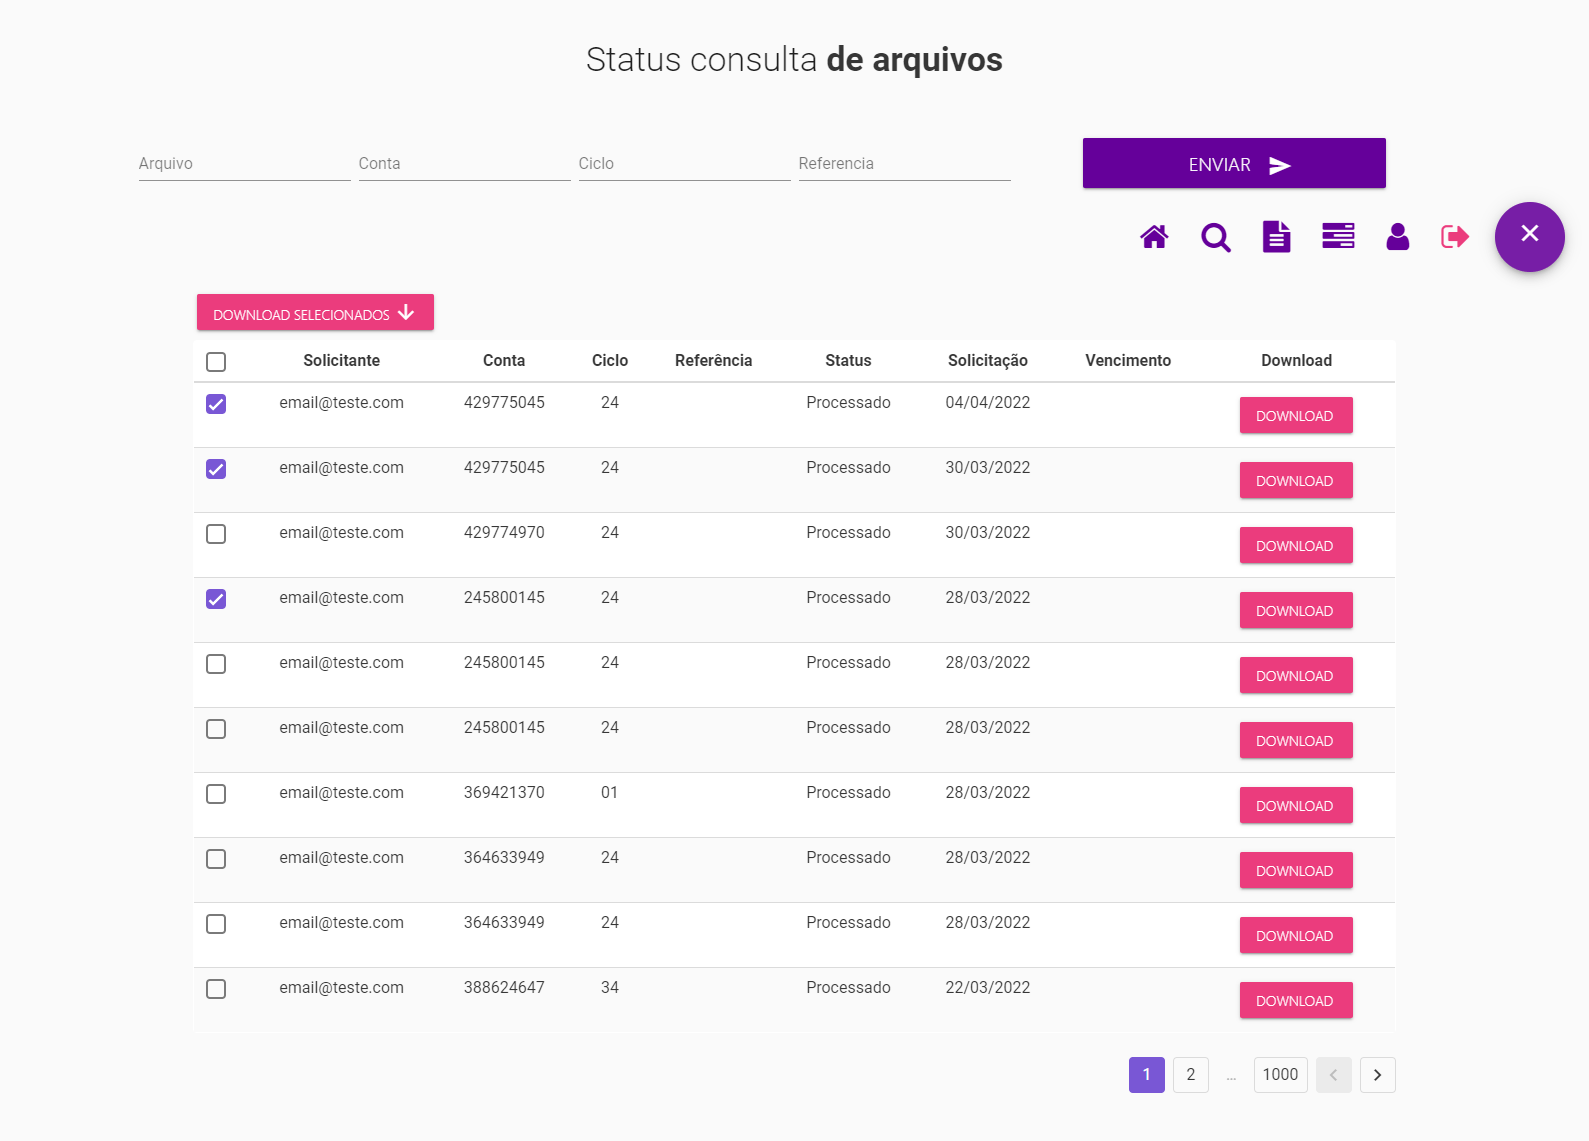 Status consulta de arquivos
Arquivo Conta Ciclo Referencia ENVIAR
DOWNLOAD SELECIONADOS
Solicitante Conta Ciclo Referência Status Solicitação Vencimento Download
email@teste.com 429775045 24 Processado 04/04/2022 DOWNLOAD
email@teste.com 429775045 24 Processado 30/03/2022 DOWNLOAD
email@teste.com 429774970 24 Processado 30/03/2022 DOWNLOAD
email@teste.com 245800145 24 Processado 28/03/2022 DOWNLOAD
email@teste.com 245800145 24 Processado 28/03/2022 DOWNLOAD
email@teste.com 245800145 24 Processado 28/03/2022 DOWNLOAD
email@teste.com 369421370 01 Processado 28/03/2022 DOWNLOAD
email@teste.com 364633949 24 Processado 28/03/2022 DOWNLOAD
email@teste.com 364633949 24 Processado 28/03/2022 DOWNLOAD
email@teste.com 388624647 34 Processado 22/03/2022 DOWNLOAD
1 2 … 1000